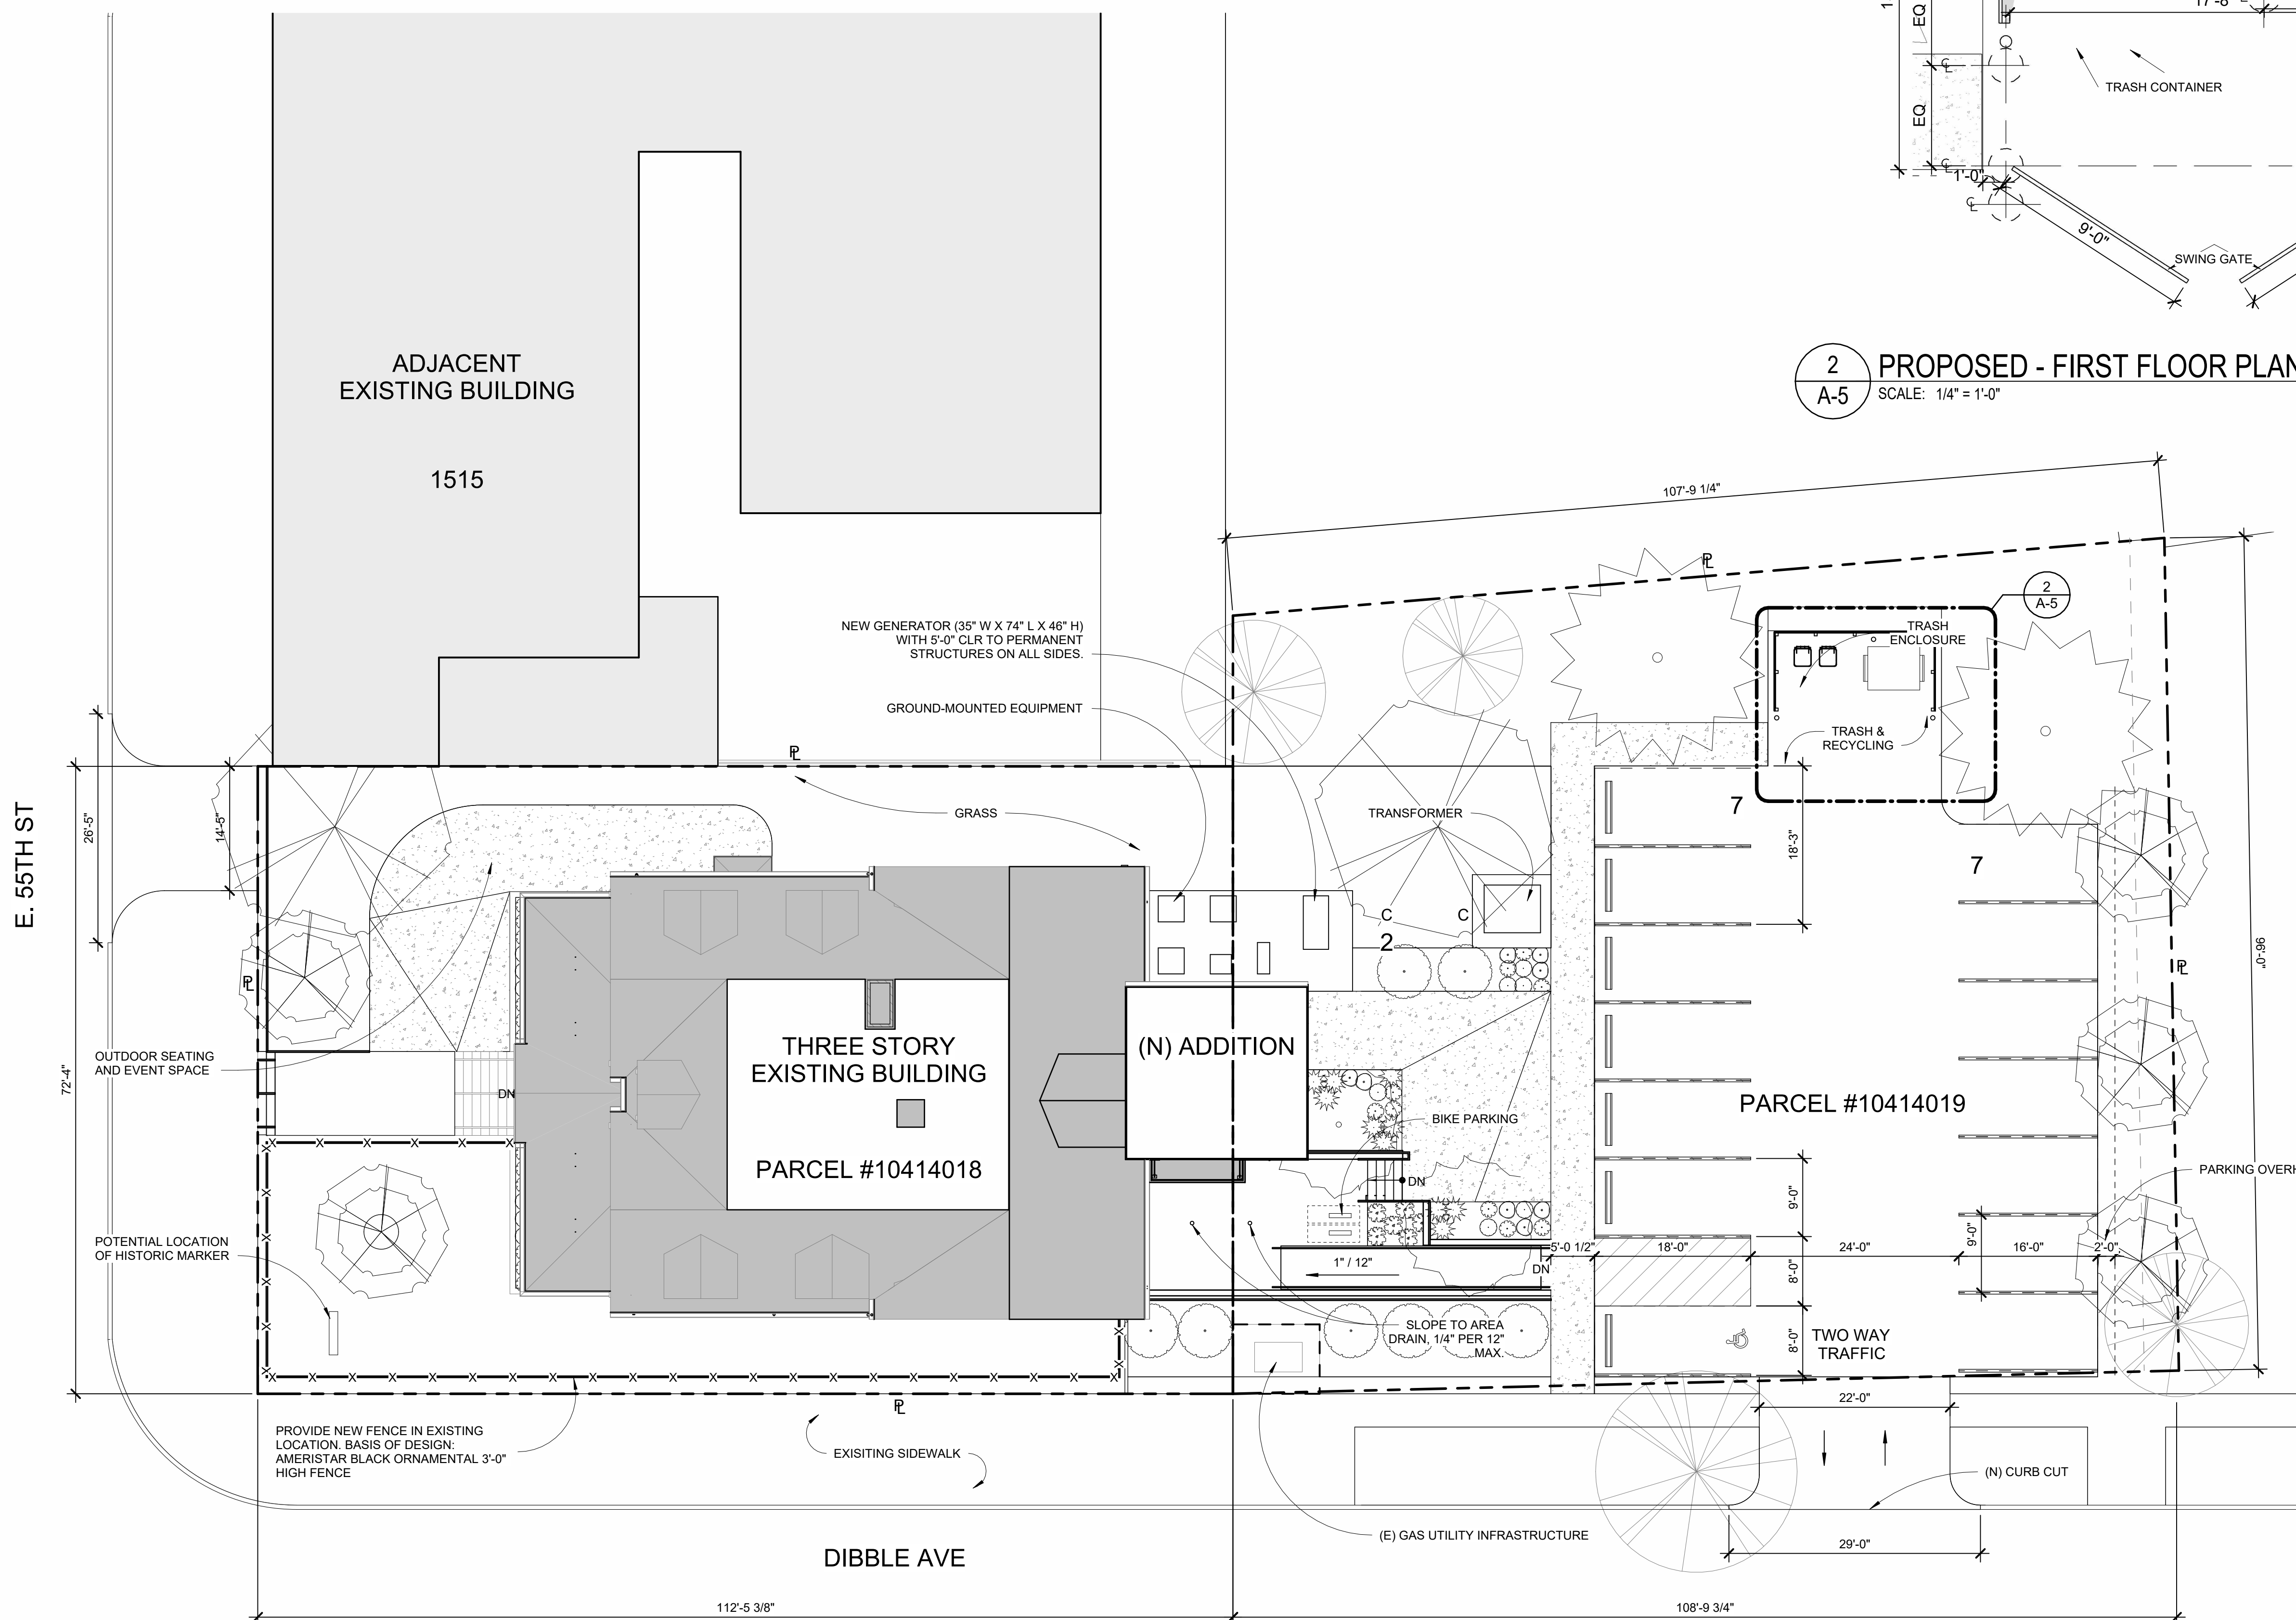 17'-8"
EQ
EQ
TRASH CONTAINER
1'-0"
9'-0"
SWING GATE
2
A-5
PROPOSED - FIRST FLOOR PLAN
SCALE: 1/4" = 1'-0"
ADJACENT
EXISTING BUILDING
1515
107'-9 1/4"
NEW GENERATOR (35" W X 74" L X 46" H)
WITH 5'-0" CLR TO PERMANENT
STRUCTURES ON ALL SIDES.
GROUND-MOUNTED EQUIPMENT
2
A-5
TRASH
ENCLOSURE
TRASH &
RECYCLING
GRASS
TRANSFORMER
7
7
18'-3"
E. 55TH ST
26'-5"
14'-5"
72'-4"
96'-0"
C
C
2
OUTDOOR SEATING
AND EVENT SPACE
DN
THREE STORY
EXISTING BUILDING
PARCEL #10414018
(N) ADDITION
BIKE PARKING
DN
PARCEL #10414019
PARKING OVERH
9'-0"
9'-0"
8'-0"
8'-0"
5'-0 1/2"
18'-0"
24'-0"
16'-0"
2'-0"
1" / 12"
DN
POTENTIAL LOCATION
OF HISTORIC MARKER
SLOPE TO AREA
DRAIN, 1/4" PER 12"
MAX.
TWO WAY
TRAFFIC
22'-0"
PROVIDE NEW FENCE IN EXISTING
LOCATION. BASIS OF DESIGN:
AMERISTAR BLACK ORNAMENTAL 3'-0"
HIGH FENCE
EXISITING SIDEWALK
(N) CURB CUT
(E) GAS UTILITY INFRASTRUCTURE
29'-0"
DIBBLE AVE
112'-5 3/8"
108'-9 3/4"